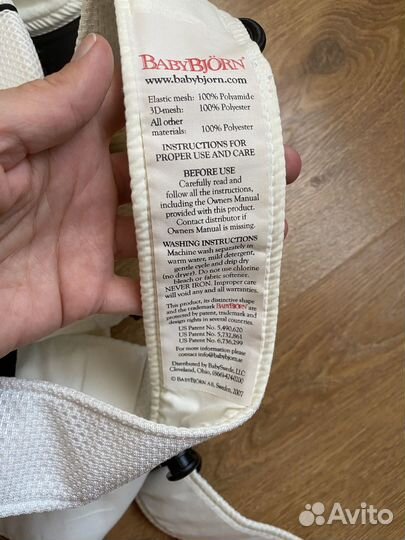 BABYBJÖRN®
www.babybjorn.com
Elastic mesh: 100% Polyamide
3D-mesh: 100% Polyester
All other
materials: 100% Polyester
INSTRUCTIONS FOR
PROPER USE AND CARE
BEFORE USE
Carefully read and
follow all the instructions,
including the Owners Manual
provided with this product.
Contact distributor if
Owners Manual is missing.
WASHING INSTRUCTIONS
Machine wash separately in
warm water, mild detergent,
gentle cycle and drip dry
(no dryer). Do not use chlorine
bleach or fabric softener.
NEVER IRON. Improper care
will void any and all warranties.
This product, its distinctive shape
and the trademark BABYBJÖRN are
protected by patent, trademark and
design rights in several countries.
US Patent No. 5,490,620
US Patent No. 5,732,861
US Patent No. 6,736,299
For more information please
contact info@babybjorn.se
Distributed by BabySwede, LLC
Cleveland, Ohio, (866)424-0200
© BABYBJÖRN AB, Sweden, 2007
Avito